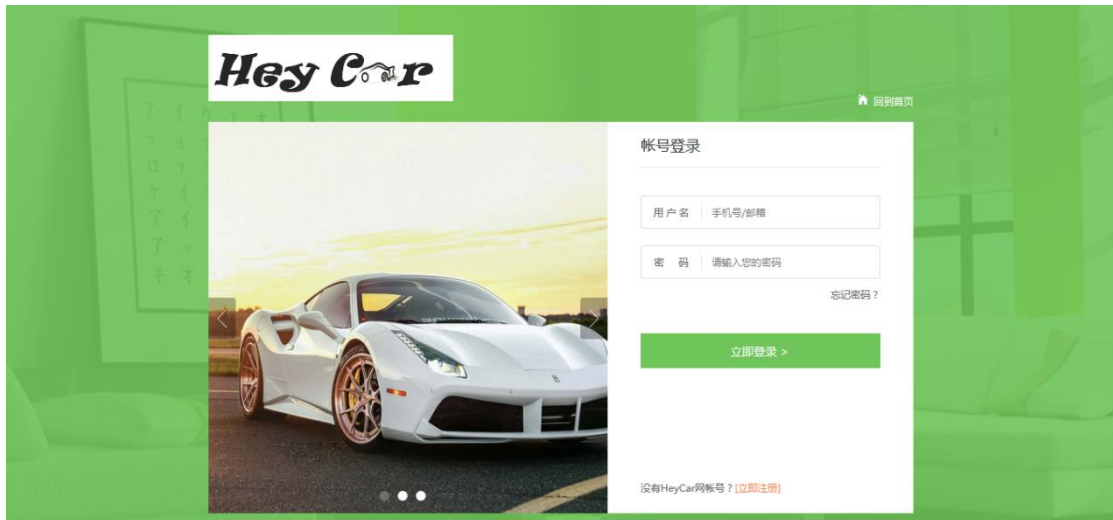 Hey Car
回到首页
帐号登录
用户名 手机号/邮箱
密 码 请输入您的密码
忘记密码？
立即登录 >
没有HeyCar网帐号？[立即注册]